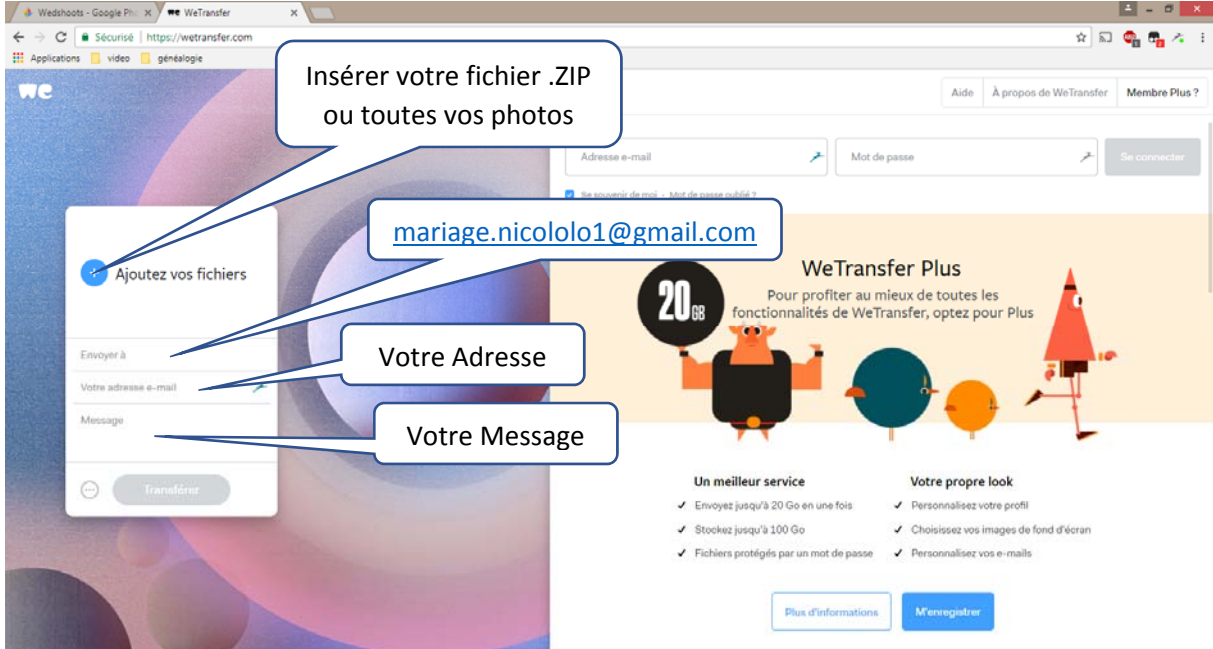 Wedshoots - Google Pho
WeTransfer
Sécurisé | https://wetransfer.com
Applications
video
généalogie
we
Insérer votre fichier .ZIP
ou toutes vos photos
Aide
À propos de WeTransfer
Membre Plus ?
Adresse e-mail
Mot de passe
Se connecter
Se souvenir de moi - Mot de passe oublié ?
mariage.nicololo1@gmail.com
+ Ajoutez vos fichiers
Envoyer à
Votre adresse e-mail
Message
Transférer
Votre Adresse
Votre Message
20GB
WeTransfer Plus
Pour profiter au mieux de toutes les
fonctionnalités de WeTransfer, optez pour Plus
Un meilleur service
✓ Envoyez jusqu'à 20 Go en une fois
✓ Stockez jusqu'à 100 Go
✓ Fichiers protégés par un mot de passe
Votre propre look
✓ Personnalisez votre profil
✓ Choisissez vos images de fond d'écran
✓ Personnalisez vos e-mails
Plus d'informations
M'enregistrer